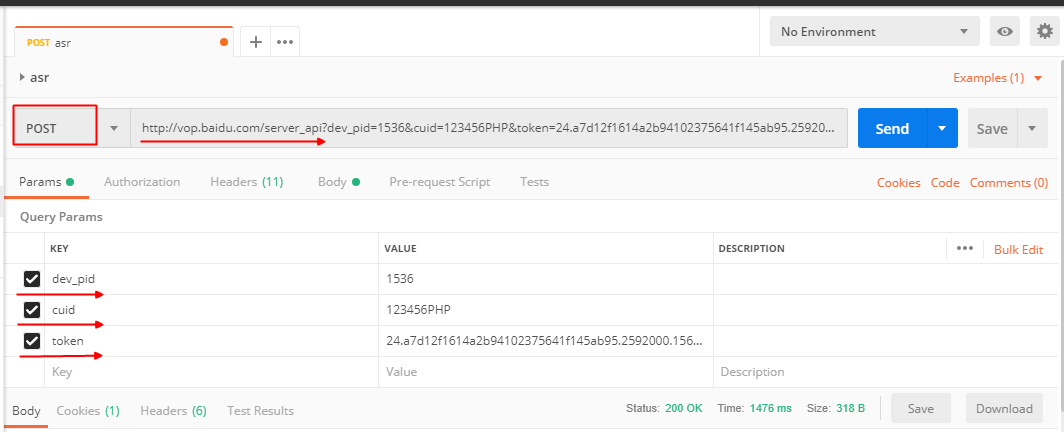 POST asr
No Environment
asr
Examples (1)
POST http://vop.baidu.com/server_api?dev_pid=1536&cuid=123456PHP&token=24.a7d12f1614a2b94102375641f145ab95.25920... Send Save
Params Authorization Headers (11) Body Pre-request Script Tests Cookies Code Comments (0)
Query Params
KEY VALUE DESCRIPTION ••• Bulk Edit
dev_pid 1536
cuid 123456PHP
token 24.a7d12f1614a2b94102375641f145ab95.2592000.156...
Key Value Description
Body Cookies (1) Headers (6) Test Results Status: 200 OK Time: 1476 ms Size: 318 B Save Download